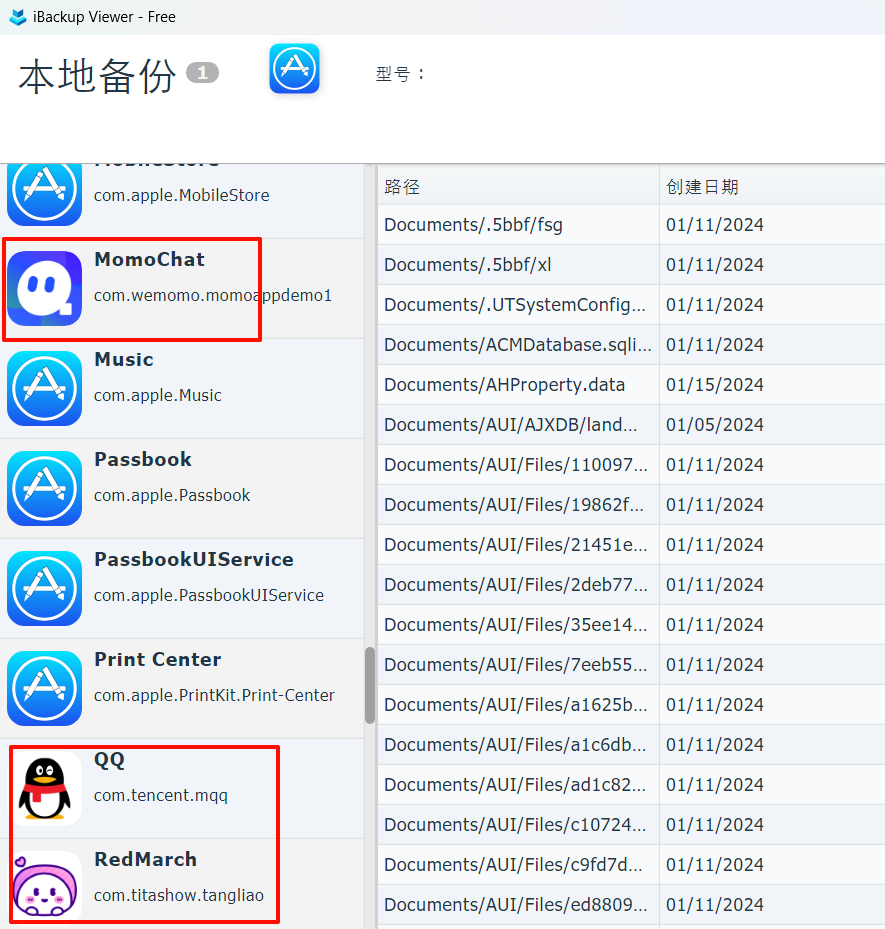 iBackup Viewer - Free
本地备份 1
型号：
MobileStore
com.apple.MobileStore
MomoChat
com.wemomo.momoappdemo1
Music
com.apple.Music
Passbook
com.apple.Passbook
PassbookUIService
com.apple.PassbookUIService
Print Center
com.apple.PrintKit.Print-Center
QQ
com.tencent.mqq
RedMarch
com.titashow.tangliao
路径 创建日期
Documents/.5bbf/fsg 01/11/2024
Documents/.5bbf/xl 01/11/2024
Documents/.UTSystemConfig... 01/11/2024
Documents/ACMDatabase.sqli... 01/11/2024
Documents/AHProperty.data 01/15/2024
Documents/AUI/AJXDB/land... 01/05/2024
Documents/AUI/Files/110097... 01/11/2024
Documents/AUI/Files/19862f... 01/11/2024
Documents/AUI/Files/21451e... 01/11/2024
Documents/AUI/Files/2deb77... 01/11/2024
Documents/AUI/Files/35ee14... 01/11/2024
Documents/AUI/Files/7eeb55... 01/11/2024
Documents/AUI/Files/a1625b... 01/11/2024
Documents/AUI/Files/a1c6db... 01/11/2024
Documents/AUI/Files/ad1c82... 01/11/2024
Documents/AUI/Files/c10724... 01/11/2024
Documents/AUI/Files/c9fd7d... 01/11/2024
Documents/AUI/Files/ed8809... 01/11/2024